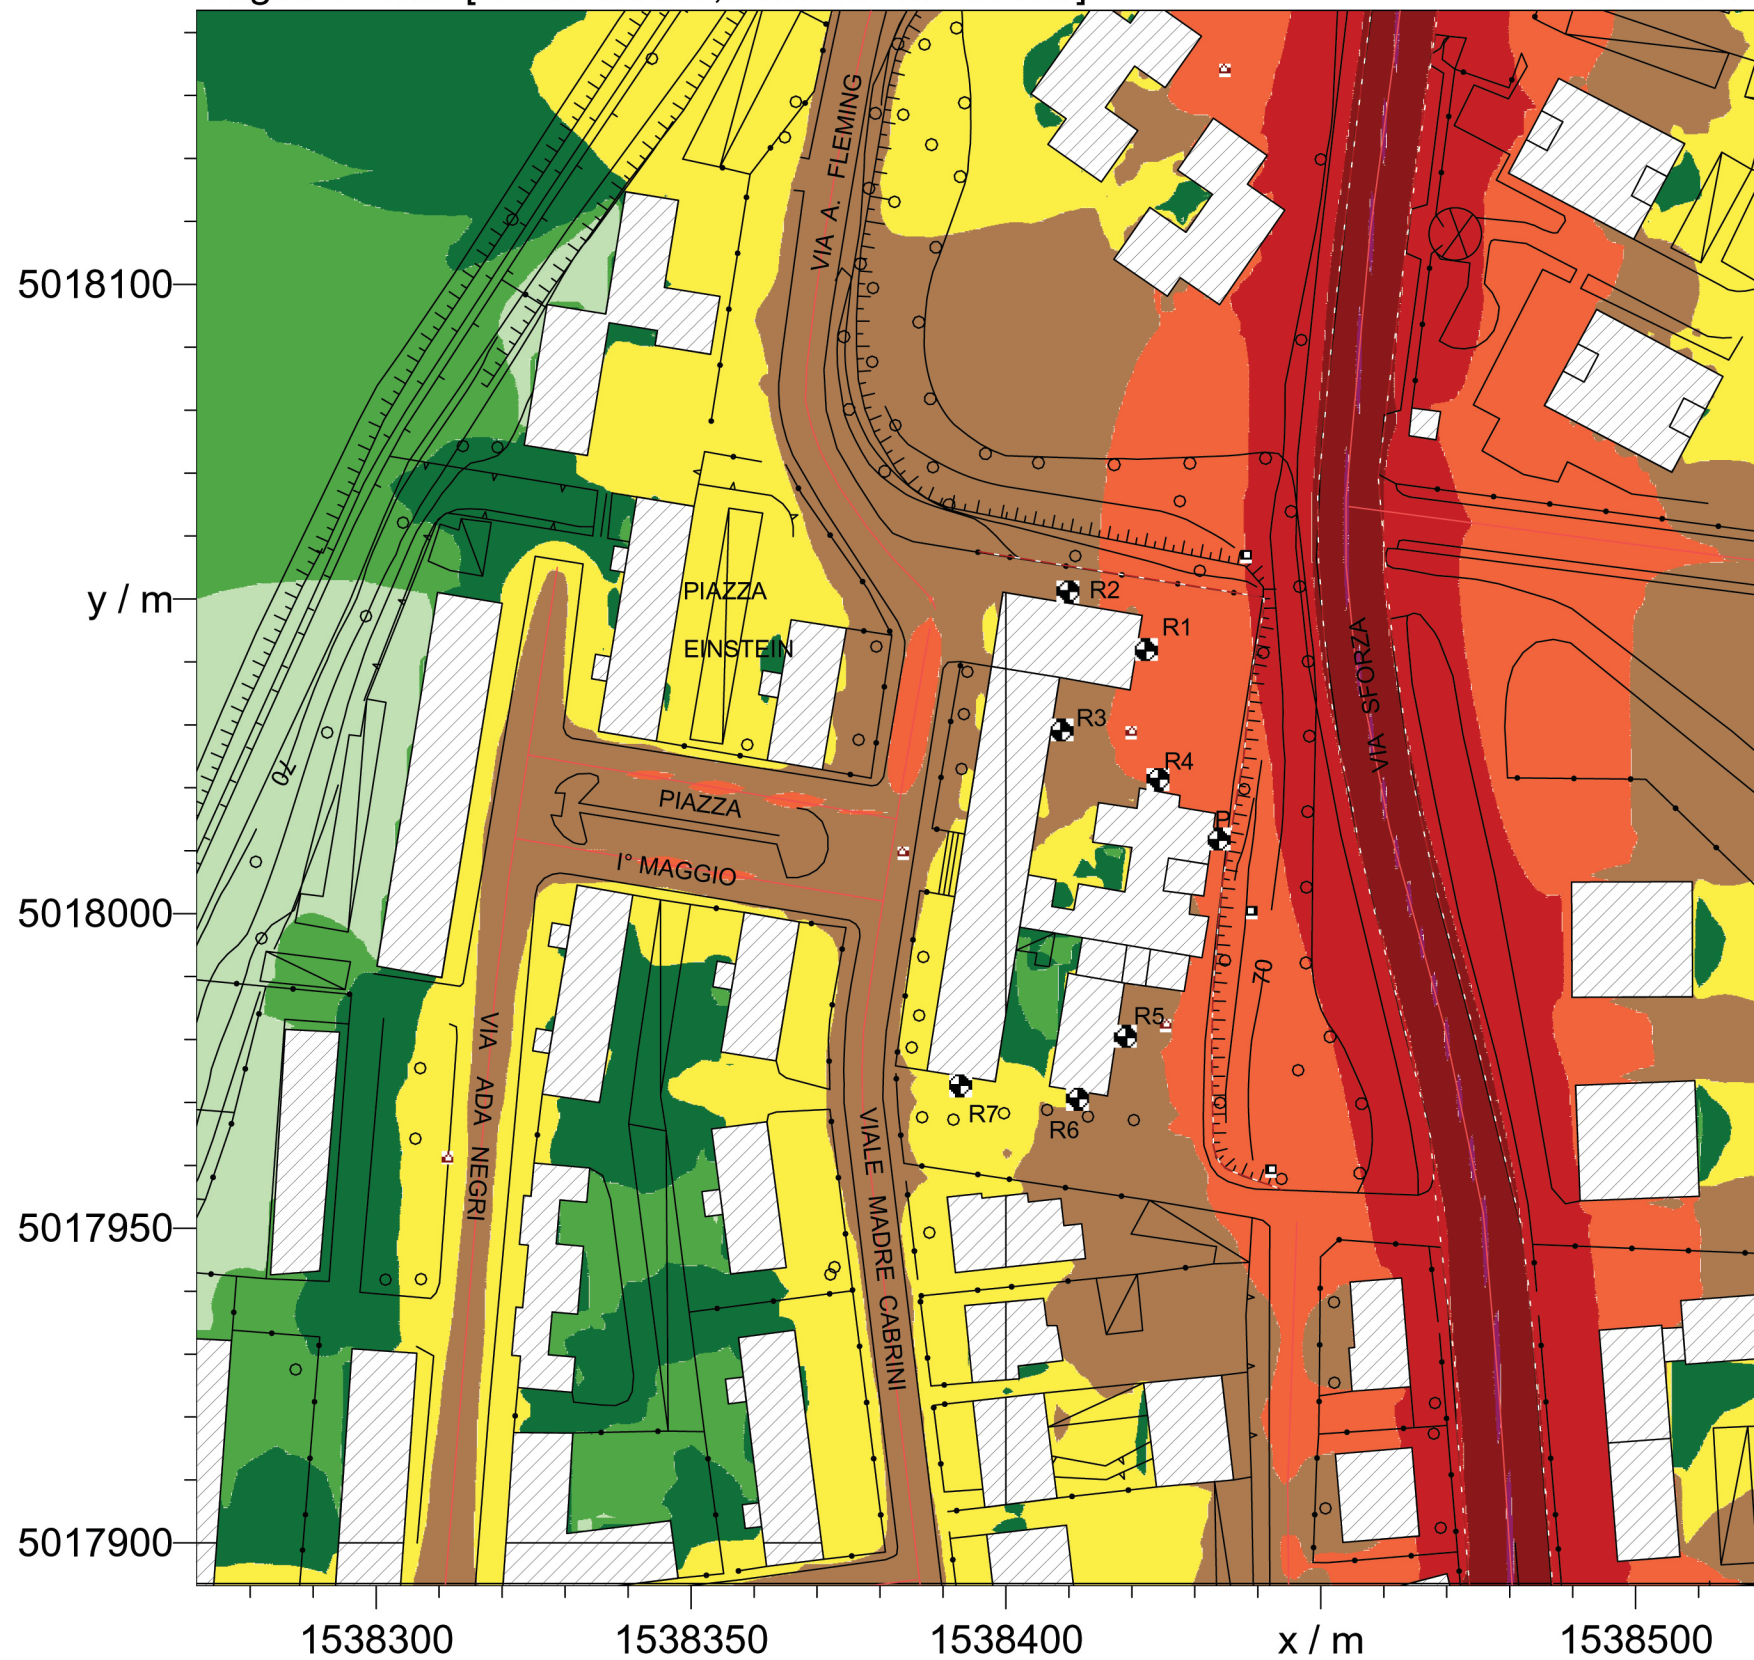 VIA A. FLEMING
5018100
y / m
PIAZZA
EINSTEIN
R2
R1
VIA SFORZA
R3
R4
70
PIAZZA
I° MAGGIO
P
5018000
70
VIA ADA NEGRI
R5
R7
R6
VIALE MADRE CABRINI
5017950
5017900
1538300
1538350
1538400
x / m
1538500